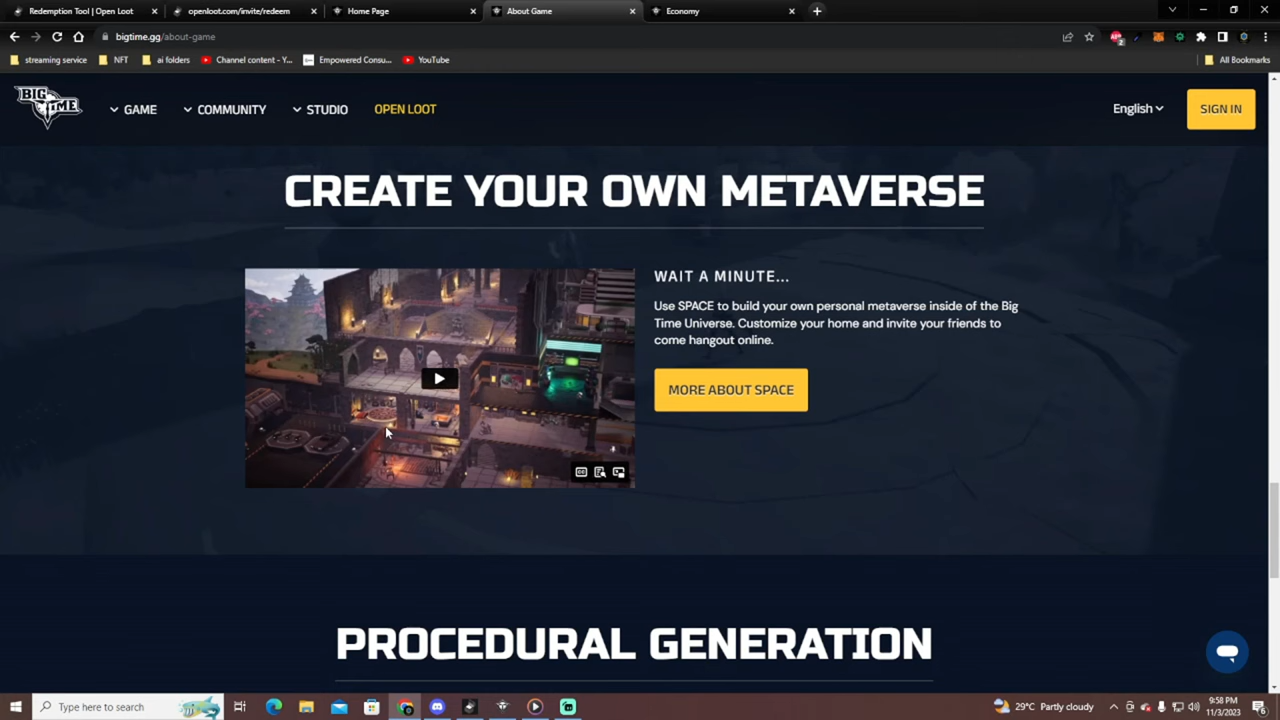 Redemption Tool | Open Loot
openloot.com/invite/redeem
Home Page
About Game
Economy
bigtime.gg/about-game
streaming service
NFT
ai folders
Channel content - Y...
Empowered Consu...
YouTube
All Bookmarks
BIG TIME
GAME
COMMUNITY
STUDIO
OPEN LOOT
English
SIGN IN
CREATE YOUR OWN METAVERSE
WAIT A MINUTE...
Use SPACE to build your own personal metaverse inside of the Big
Time Universe. Customize your home and invite your friends to
come hangout online.
MORE ABOUT SPACE
PROCEDURAL GENERATION
Type here to search
29°C Partly cloudy
9:58 PM
11/3/2023
6